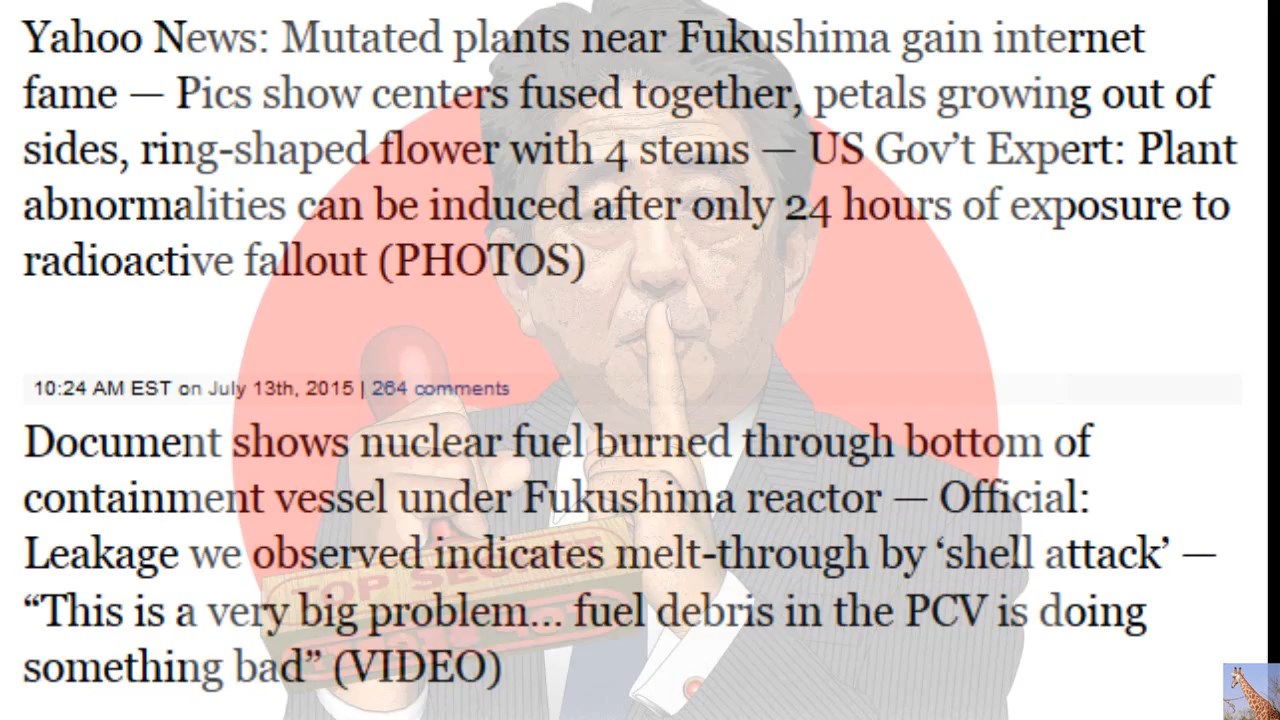 Yahoo News: Mutated plants near Fukushima gain internet
fame — Pics show centers fused together, petals growing out of
sides, ring-shaped flower with 4 stems — US Gov’t Expert: Plant
abnormalities can be induced after only 24 hours of exposure to
radioactive fallout (PHOTOS)
10:24 AM EST on July 13th, 2015 | 264 comments
Document shows nuclear fuel burned through bottom of
containment vessel under Fukushima reactor — Official:
Leakage we observed indicates melt-through by ‘shell attack’ —
“This is a very big problem… fuel debris in the PCV is doing
something bad” (VIDEO)
TOP SECRET